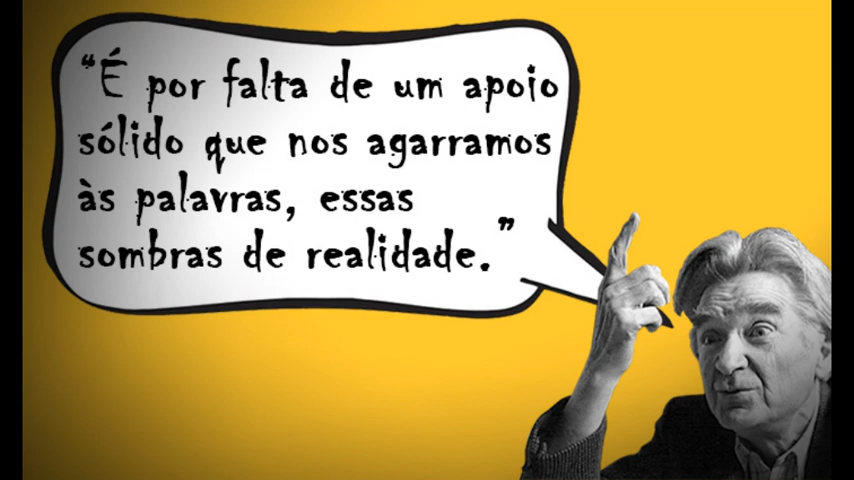 “É por falta de um apoio
sólido que nos agarramos
às palavras, essas
sombras de realidade.”